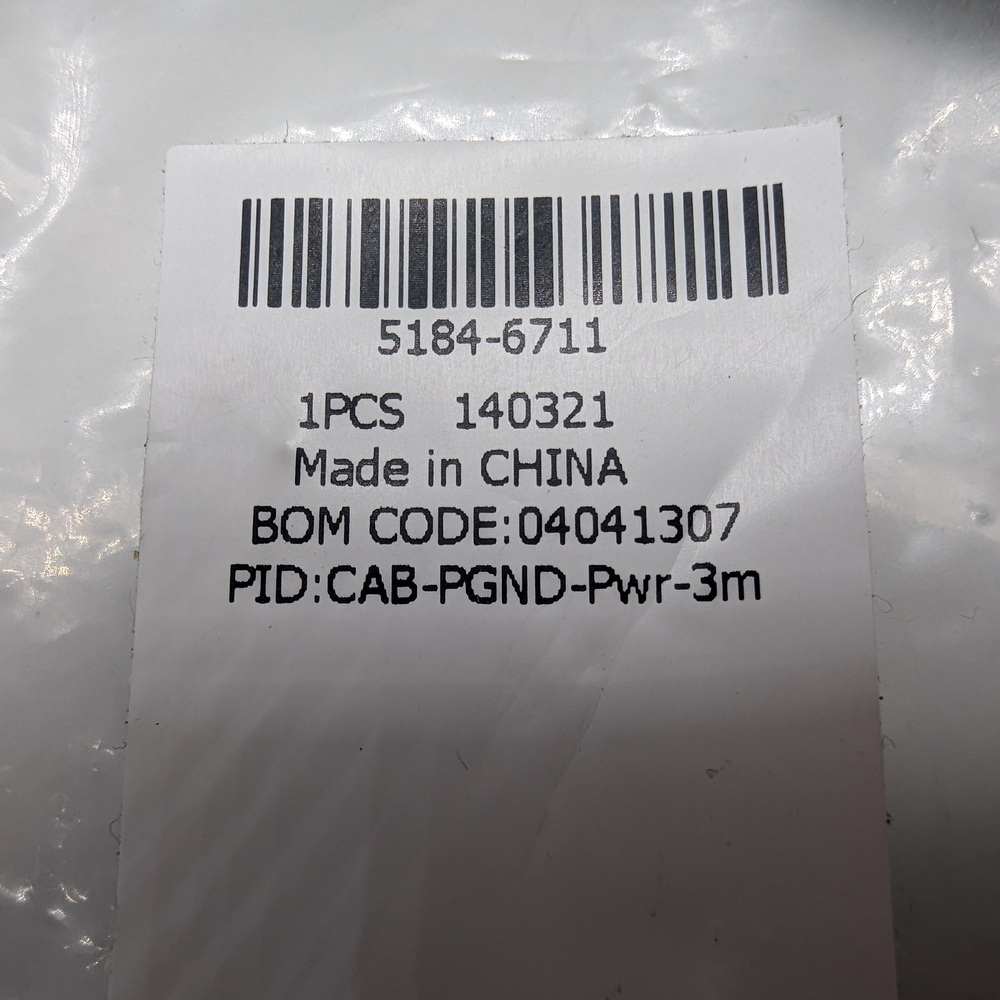 5184-6711
1PCS 140321
Made in CHINA
BOM CODE:04041307
PID:CAB-PGND-Pwr-3m